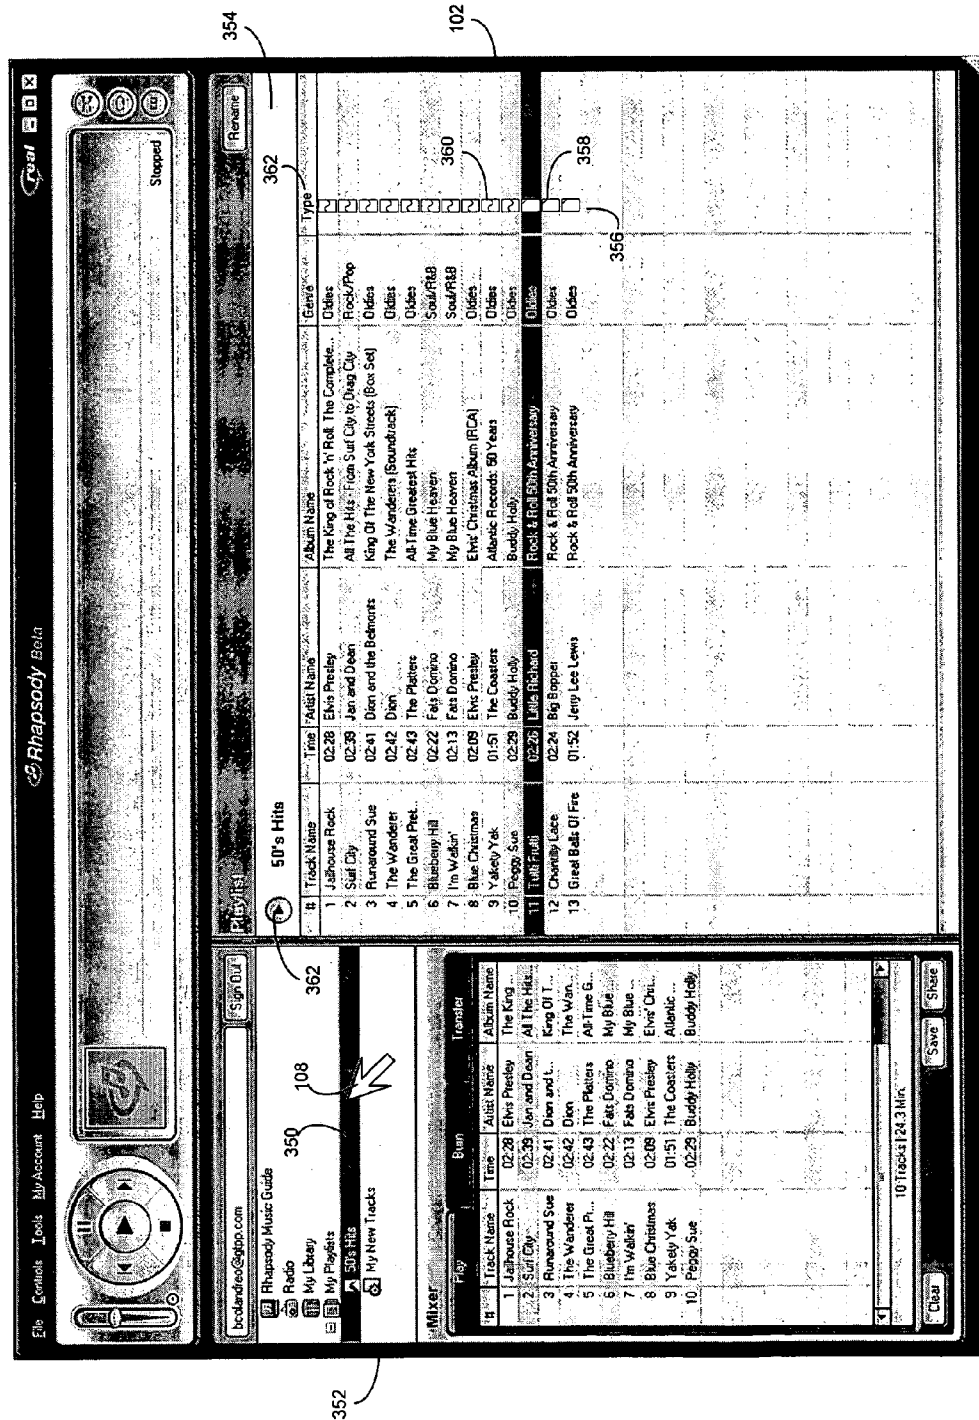 File Controls Tools My Account Help
Rhapsody Beta
real
Stopped
bcolandreo@gtpp.com
Sign Out
Rhapsody Music Guide
Radio
My Library
My Playlists
50's Hits
My New Tracks
Mixer
Play Burn Transfer
# Track Name Time Artist Name Album Name
1 Jailhouse Rock 02:28 Elvis Presley The King...
2 Surf City 02:39 Jan and Dean All The Hits...
3 Runaround Sue 02:41 Dion and t... King Of T...
4 The Wanderer 02:42 Dion The Wan...
5 The Great Pr... 02:43 The Platters All-Time G...
6 Blueberry Hill 02:22 Fats Domino My Blue ...
7 I'm Walkin' 02:13 Fats Domino My Blue ...
8 Blue Christmas 02:09 Elvis Presley Elvis' Chri...
9 Yakety Yak 01:51 The Coasters Atlantic ...
10 Peggy Sue 02:29 Buddy Holly Buddy Holly
10 Tracks | 24.3 Min.
Clear Save Share
Playlist
Rename
50's Hits
# Track Name Time Artist Name Album Name Genre Type
1 Jailhouse Rock 02:28 Elvis Presley The King of Rock 'n' Roll: The Complete... Oldies
2 Surf City 02:39 Jan and Dean All The Hits - From Surf City to Drag City Rock/Pop
3 Runaround Sue 02:41 Dion and the Belmonts King Of The New York Streets (Box Set) Oldies
4 The Wanderer 02:42 Dion The Wanderers [Soundtrack] Oldies
5 The Great Pret... 02:43 The Platters All-Time Greatest Hits Oldies
6 Blueberry Hill 02:22 Fats Domino My Blue Heaven Soul/R&B
7 I'm Walkin' 02:13 Fats Domino My Blue Heaven Soul/R&B
8 Blue Christmas 02:09 Elvis Presley Elvis' Christmas Album [RCA] Oldies
9 Yakety Yak 01:51 The Coasters Atlantic Records: 50 Years Oldies
10 Peggy Sue 02:29 Buddy Holly Buddy Holly Oldies
11 Tutti Frutti 02:26 Little Richard Rock & Roll 50th Anniversary Oldies
12 Chantilly Lace 02:24 Big Bopper Rock & Roll 50th Anniversary Oldies
13 Great Balls Of Fire 01:52 Jerry Lee Lewis Rock & Roll 50th Anniversary Oldies
352
350
108
362
362
354
360
358
356
102